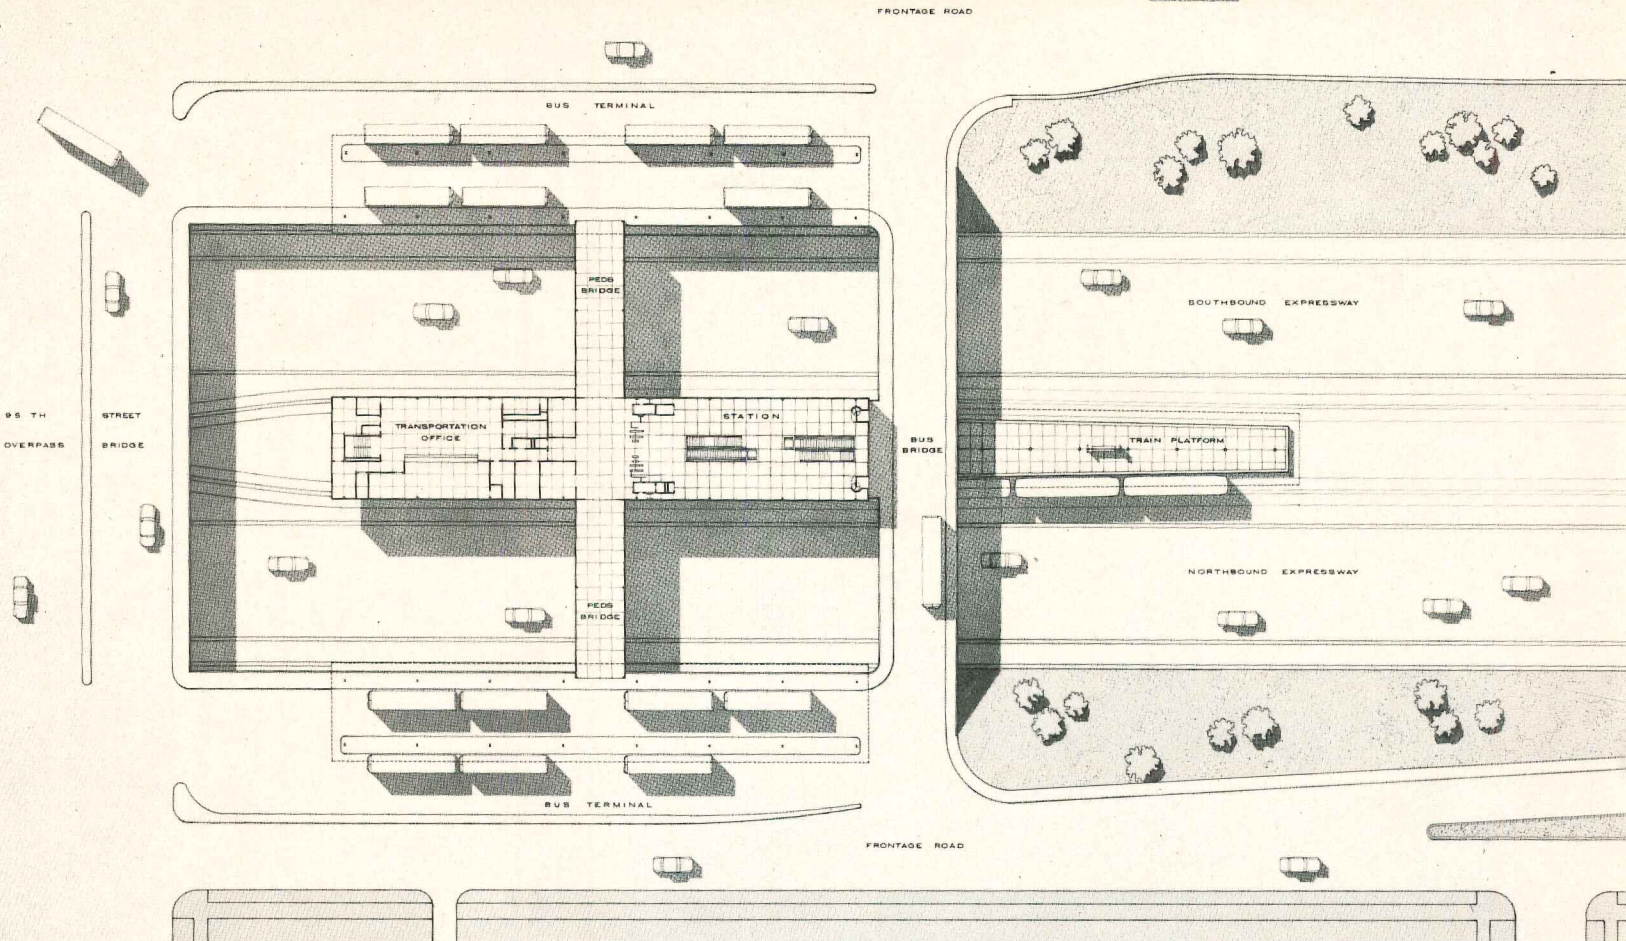 FRONTAGE ROAD
BUS TERMINAL
PEDS
BRIDGE
SOUTHBOUND EXPRESSWAY
95 TH STREET
OVERPASS BRIDGE
TRANSPORTATION
OFFICE
STATION
BUS
BRIDGE
TRAIN PLATFORM
NORTHBOUND EXPRESSWAY
PEDS
BRIDGE
BUS TERMINAL
FRONTAGE ROAD